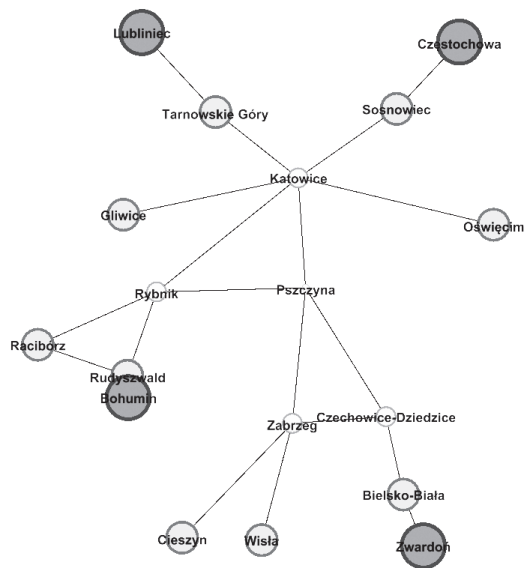 Lubliniec
Częstochowa
Tarnowskie Góry
Sosnowiec
Katowice
Gliwice
Oświęcim
Rybnik
Pszczyna
Racibórz
Rudyszwałd
Bohumin
Zabrzeg
Czechowice-Dziedzice
Bielsko-Biała
Cieszyn
Wisła
Zwardoń